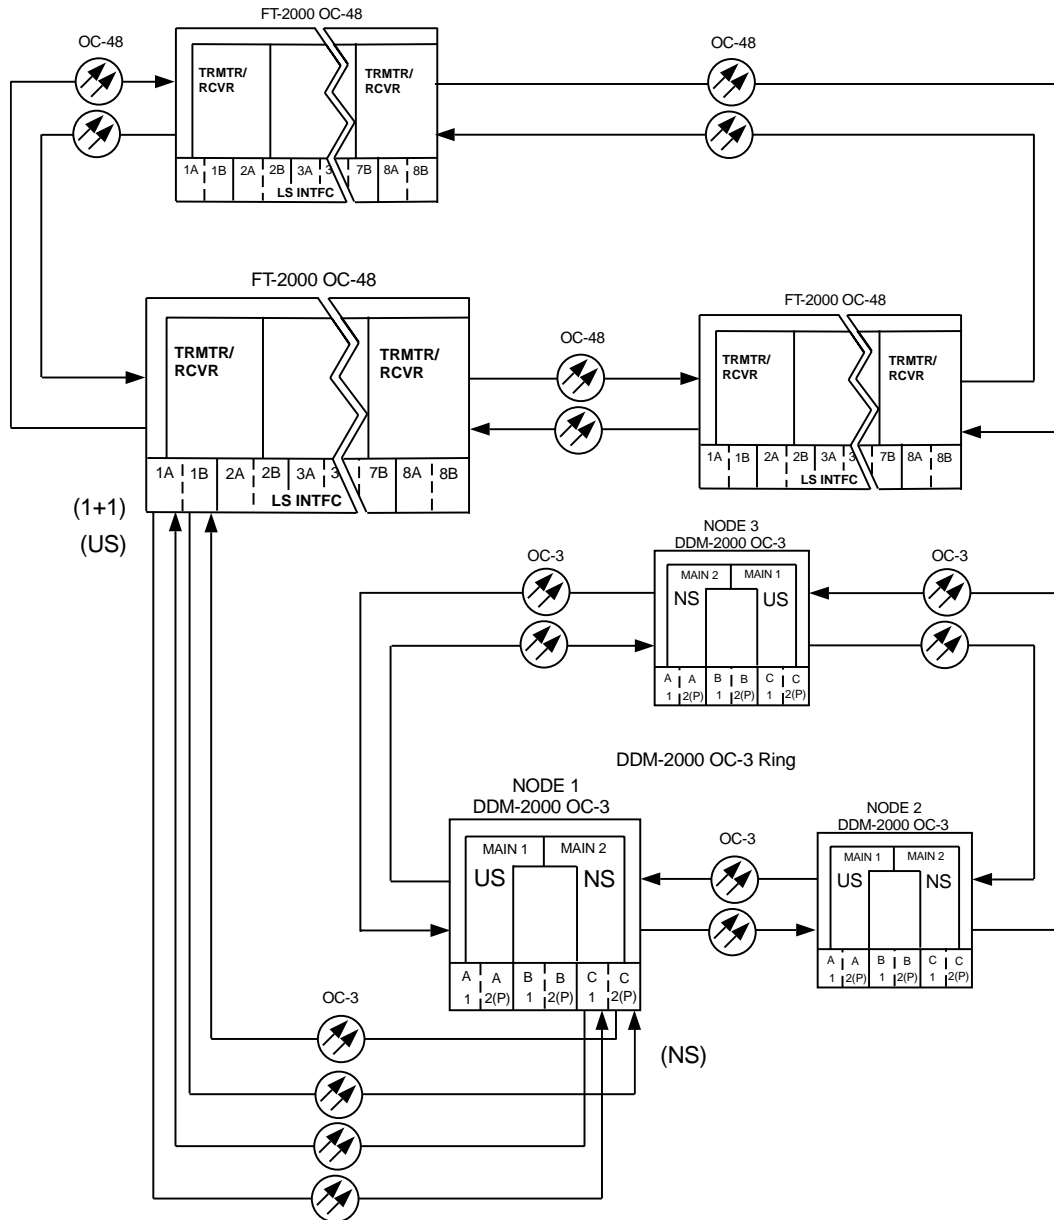 FT-2000 OC-48
OC-48
OC-48
TRMTR/
RCVR
TRMTR/
RCVR
1A 1B 2A 2B 3A 3 7B 8A 8B
LS INTFC
FT-2000 OC-48
FT-2000 OC-48
OC-48
TRMTR/
RCVR
TRMTR/
RCVR
TRMTR/
RCVR
TRMTR/
RCVR
1A 1B 2A 2B 3A 3 7B 8A 8B
LS INTFC
1A 1B 2A 2B 3A 3 7B 8A 8B
LS INTFC
(1+1)
(US)
NODE 3
DDM-2000 OC-3
OC-3
OC-3
MAIN 2 MAIN 1
NS US
A A B B C C
1 2(P) 1 2(P) 1 2(P)
DDM-2000 OC-3 Ring
NODE 1
DDM-2000 OC-3
NODE 2
DDM-2000 OC-3
OC-3
MAIN 1 MAIN 2
US NS
MAIN 1 MAIN 2
US NS
A A B B C C
1 2(P) 1 2(P) 1 2(P)
A A B B C C
1 2(P) 1 2(P) 1 2(P)
OC-3
(NS)